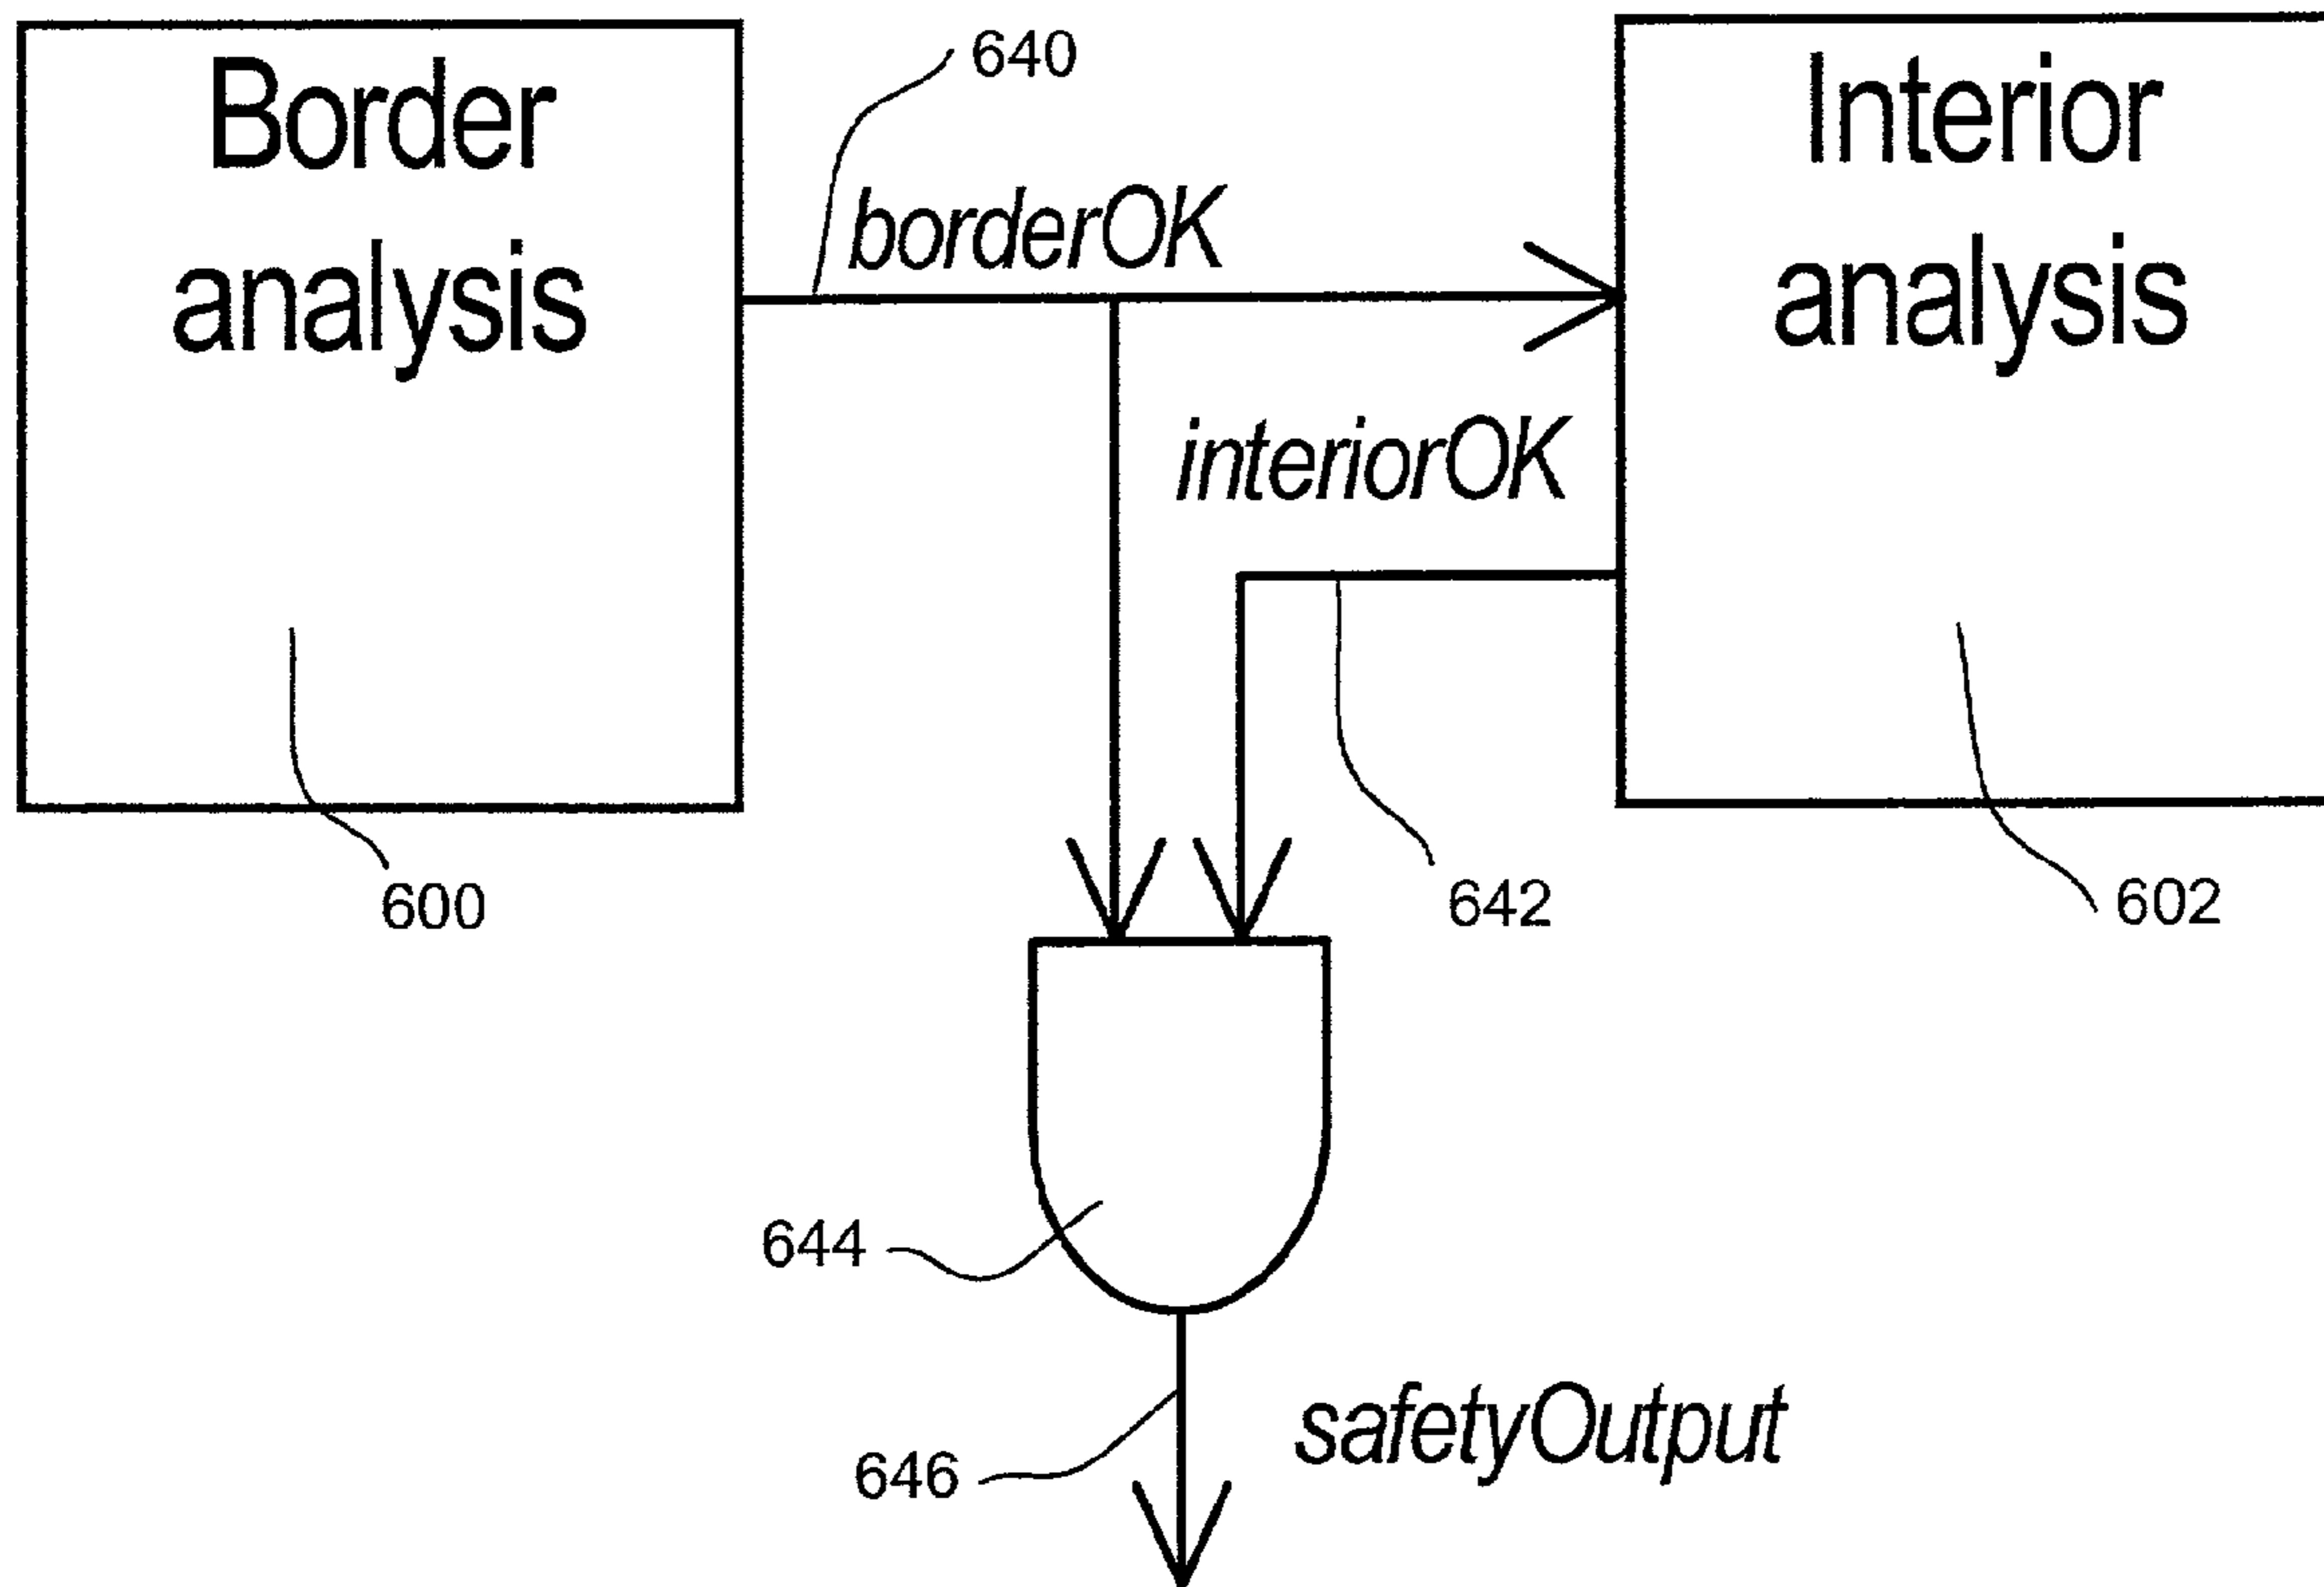 Border
analysis
640
borderOK
Interior
analysis
interiorOK
600
642
602
644
646
safetyOutput